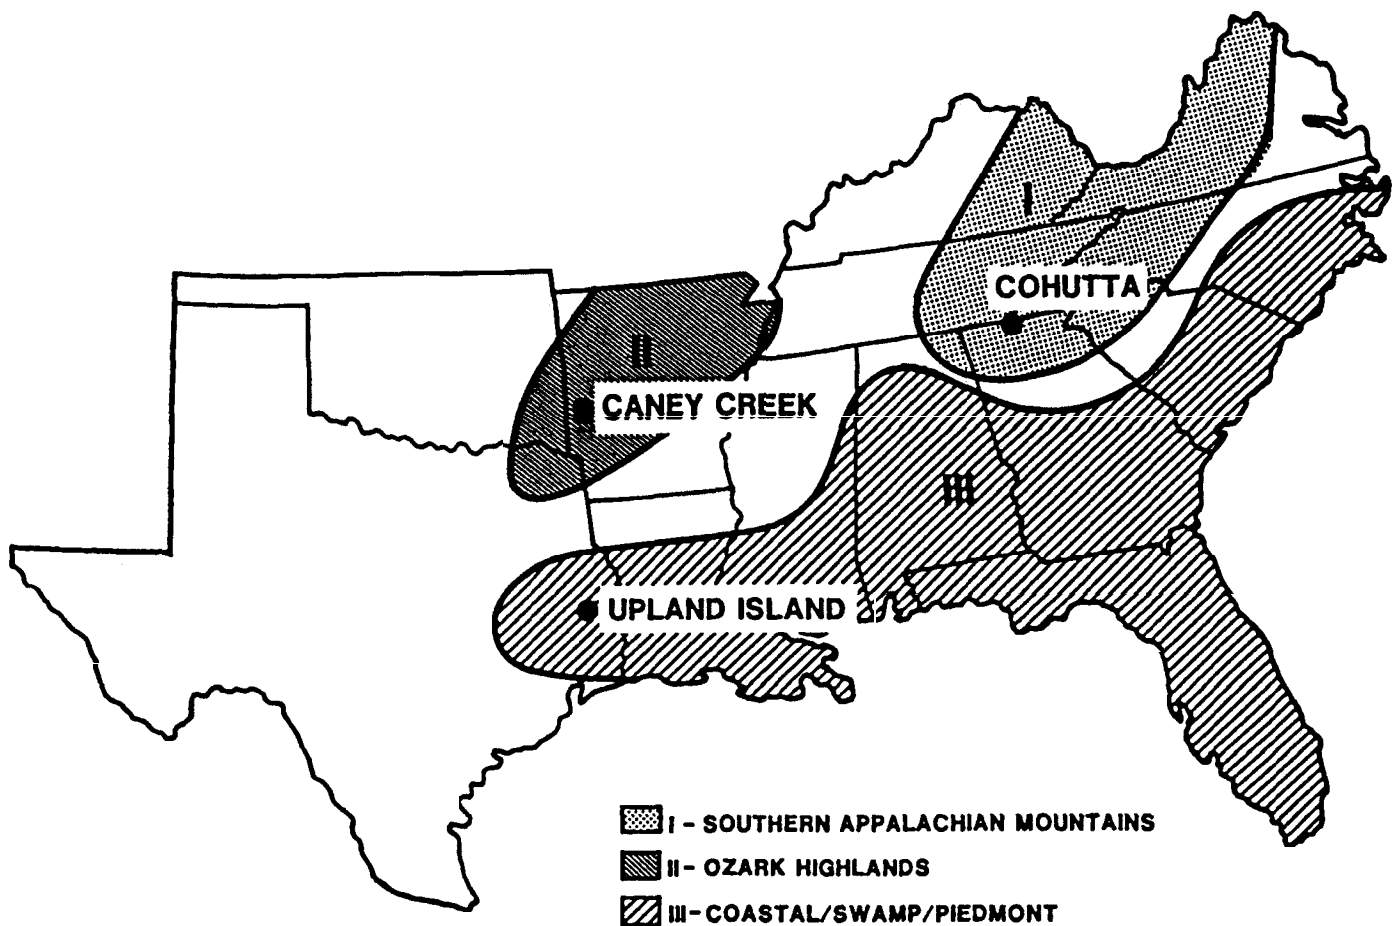 I
COHUTTA
II
CANEY CREEK
III
UPLAND ISLAND
I - SOUTHERN APPALACHIAN MOUNTAINS
II - OZARK HIGHLANDS
III - COASTAL/SWAMP/PIEDMONT